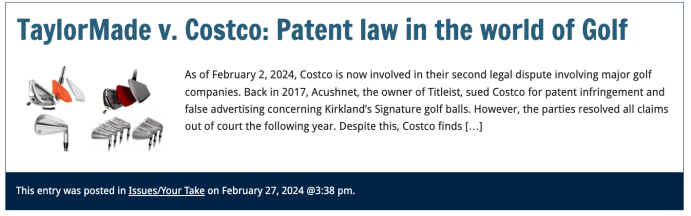 TaylorMade v. Costco: Patent law in the world of Golf
As of February 2, 2024, Costco is now involved in their second legal dispute involving major golf
companies. Back in 2017, Acushnet, the owner of Titleist, sued Costco for patent infringement and
false advertising concerning Kirkland’s Signature golf balls. However, the parties resolved all claims
out of court the following year. Despite this, Costco finds […]
This entry was posted in Issues/Your Take on February 27, 2024 @3:38 pm.